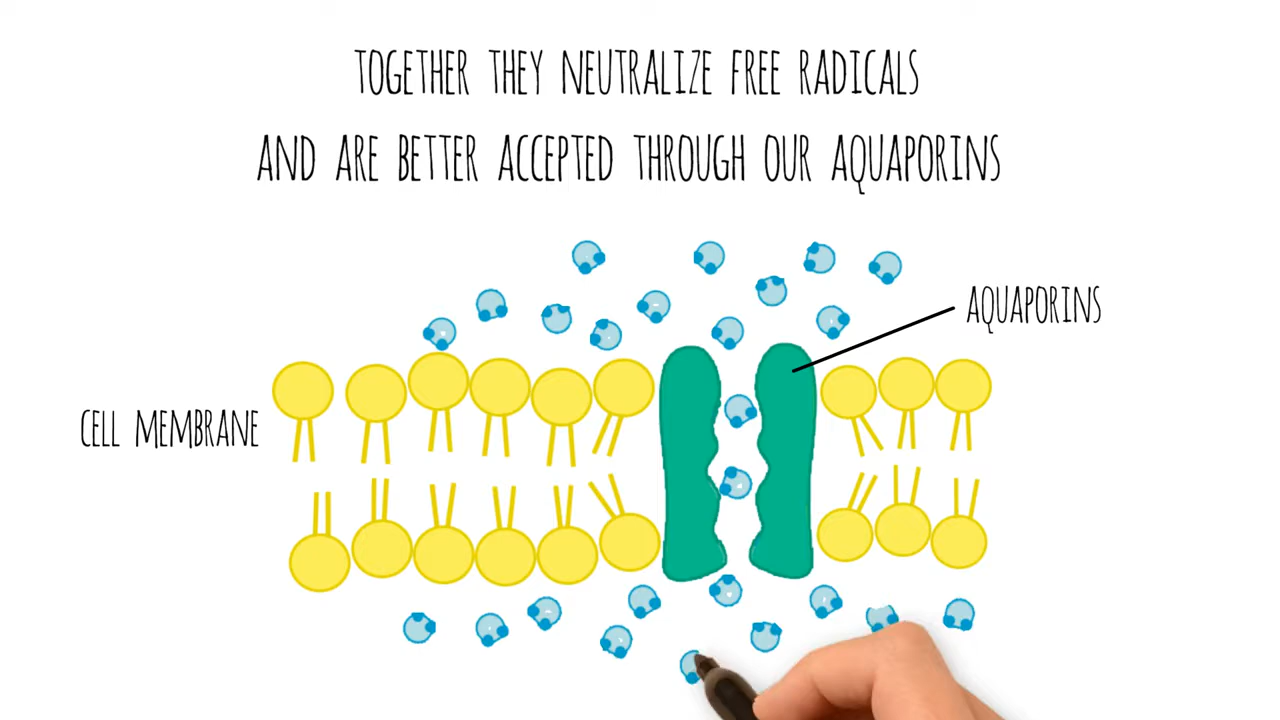 TOGETHER THEY NEUTRALIZE FREE RADICALS
AND ARE BETTER ACCEPTED THROUGH OUR AQUAPORINS
AQUAPORINS
CELL MEMBRANE